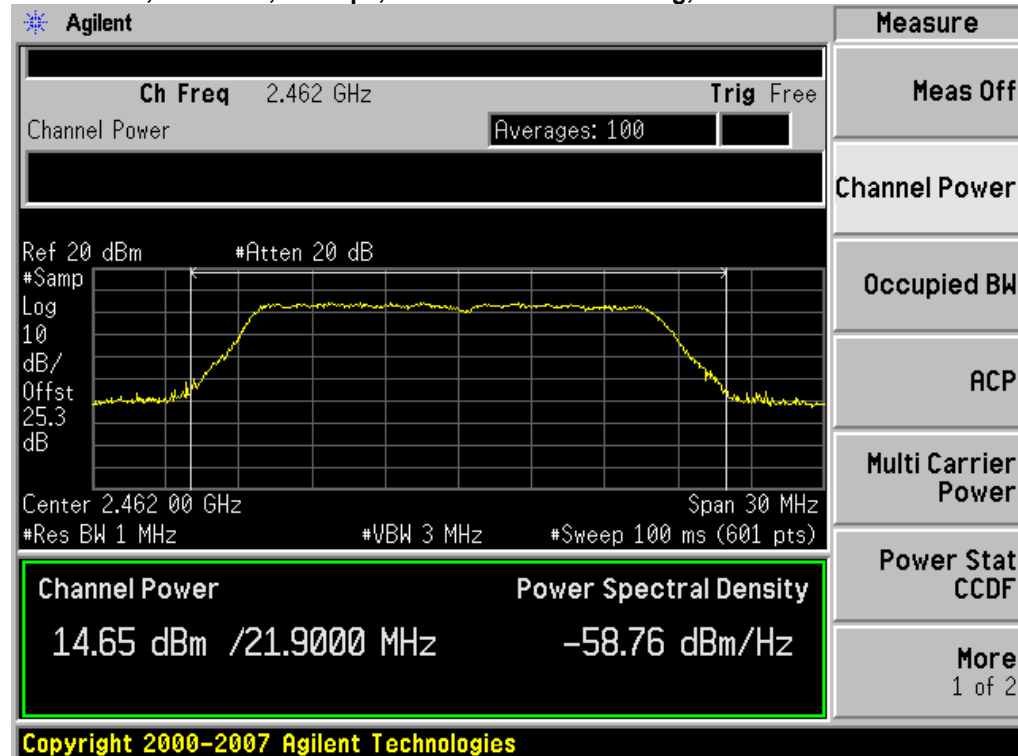 Agilent
Measure
Ch Freq 2.462 GHz Trig Free
Meas Off
Channel Power Averages: 100
Channel Power
Ref 20 dBm #Atten 20 dB
#Samp
Log
10
dB/
Offst
25.3
dB
Occupied BW
ACP
Multi Carrier
Power
Center 2.462 00 GHz Span 30 MHz
#Res BW 1 MHz #VBW 3 MHz #Sweep 100 ms (601 pts)
Power Stat
CCDF
Channel Power Power Spectral Density
14.65 dBm /21.9000 MHz -58.76 dBm/Hz
More
1 of 2
Copyright 2000-2007 Agilent Technologies